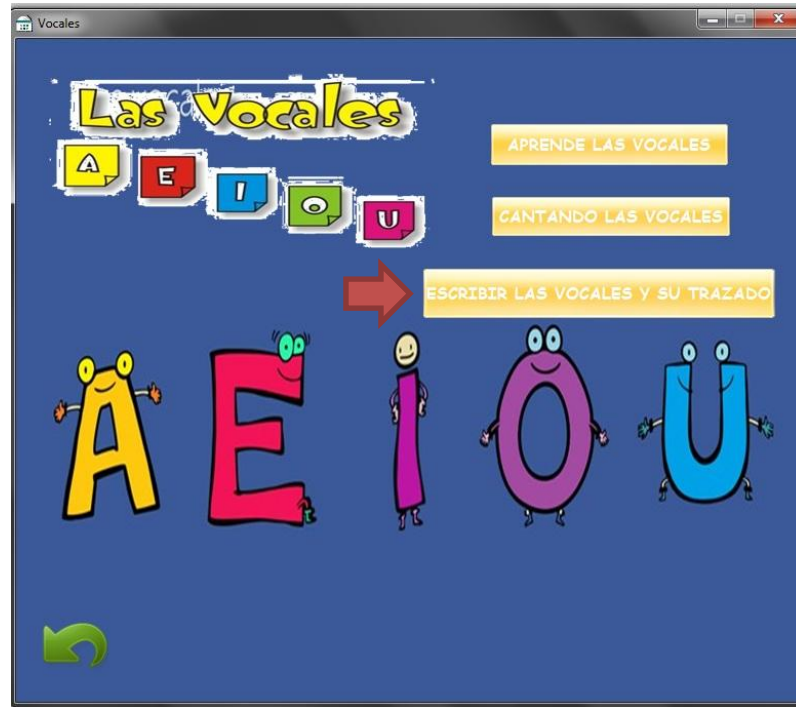 Vocales
Las Vocales
A E I O U
APRENDE LAS VOCALES
CANTANDO LAS VOCALES
ESCRIBIR LAS VOCALES Y SU TRAZADO
A E I O U